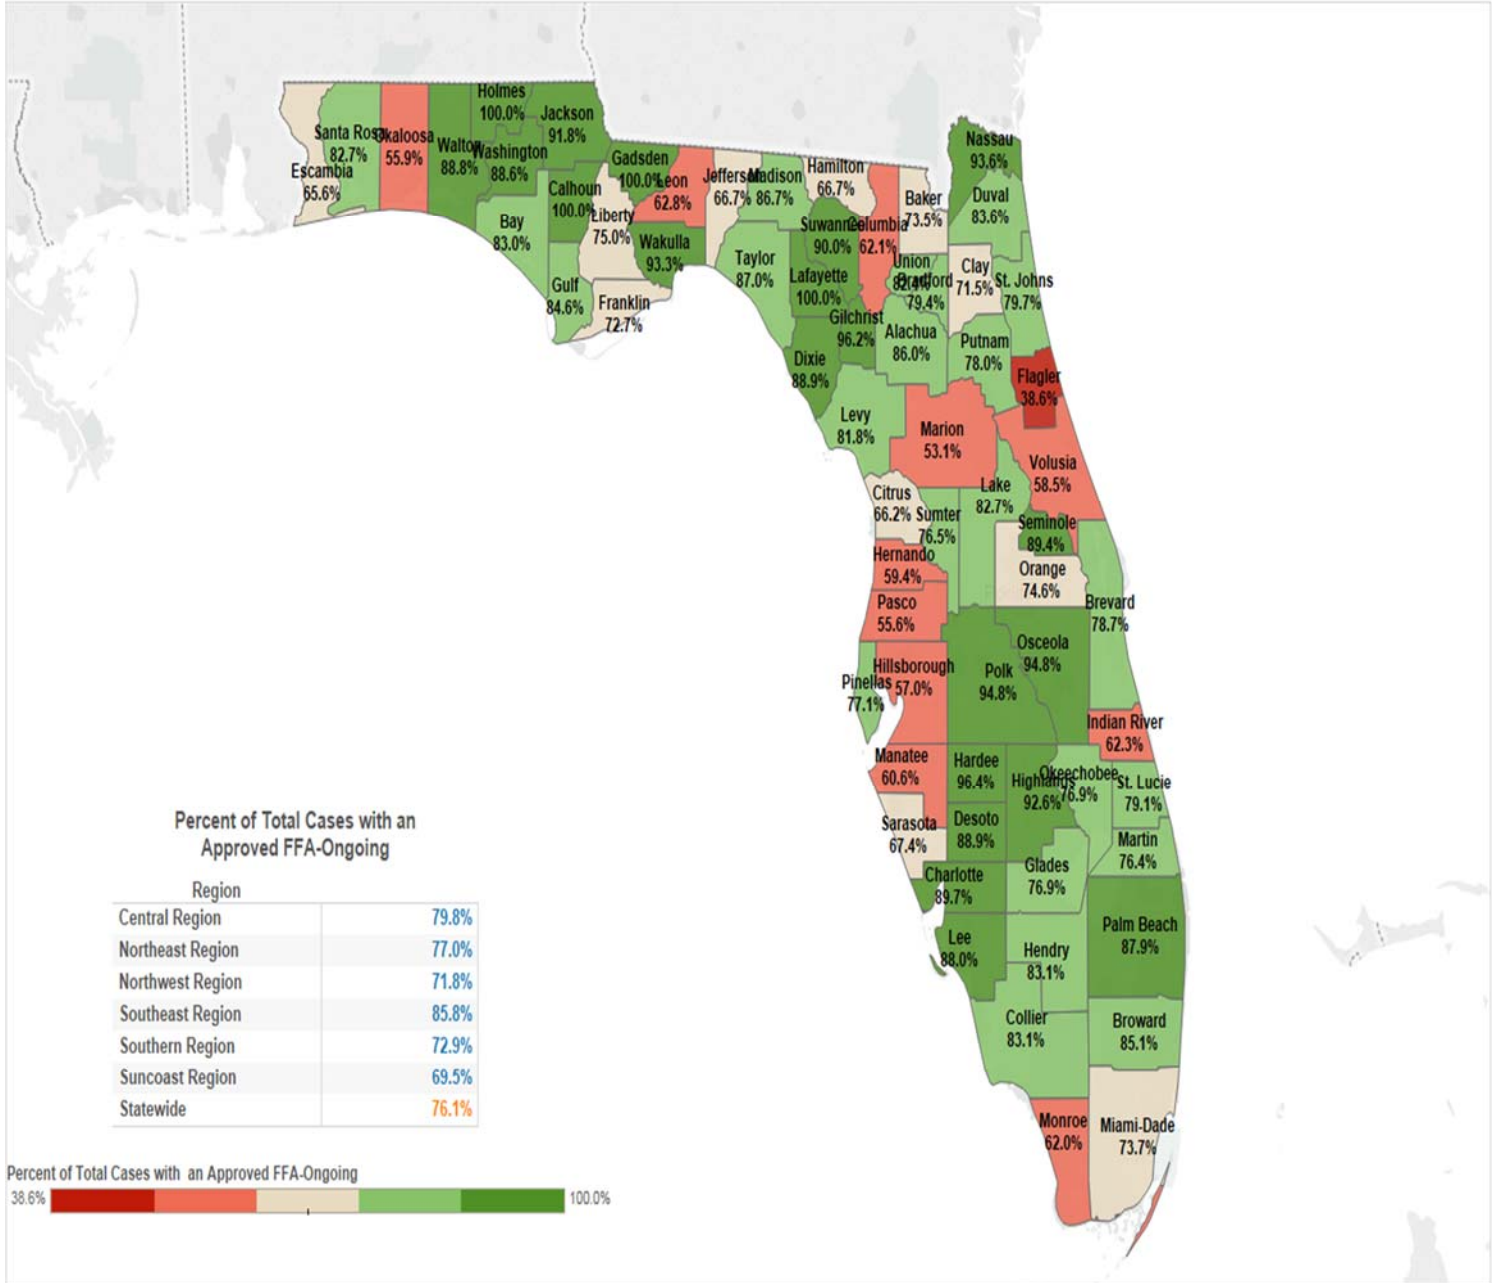 Holmes
100.0%
Jackson
91.8%
Santa Rosa
82.7%
Okaloosa
55.9%
Walton
88.8%
Washington
88.6%
Escambia
65.6%
Bay
83.0%
Calhoun
100.0%
Gulf
84.6%
Gadsden
100.0%
Leon
62.8%
Liberty
75.0%
Wakulla
93.3%
Franklin
72.7%
Jefferson
66.7%
Madison
86.7%
Hamilton
66.7%
Taylor
87.0%
Suwannee
90.0%
Columbia
62.1%
Lafayette
100.0%
Baker
73.5%
Nassau
93.6%
Duval
83.6%
Union
Bradford
79.4%
Clay
71.5%
St. Johns
79.7%
Gilchrist
96.2%
Alachua
86.0%
Putnam
78.0%
Dixie
88.9%
Flagler
38.6%
Levy
81.8%
Marion
53.1%
Volusia
58.5%
Citrus
66.2%
Sumter
76.5%
Lake
82.7%
Seminole
89.4%
Hernando
59.4%
Orange
74.6%
Pasco
55.6%
Brevard
78.7%
Osceola
94.8%
Polk
94.8%
Hillsborough
57.0%
Pinellas
77.1%
Indian River
62.3%
Manatee
60.6%
Hardee
96.4%
Highlands
92.6%
Okeechobee
76.9%
St. Lucie
79.1%
Sarasota
67.4%
Desoto
88.9%
Martin
76.4%
Charlotte
89.7%
Glades
76.9%
Lee
88.0%
Hendry
83.1%
Palm Beach
87.9%
Collier
83.1%
Broward
85.1%
Monroe
62.0%
Miami-Dade
73.7%
Percent of Total Cases with an
Approved FFA-Ongoing
Region
Central Region 79.8%
Northeast Region 77.0%
Northwest Region 71.8%
Southeast Region 85.8%
Southern Region 72.9%
Suncoast Region 69.5%
Statewide 76.1%
Percent of Total Cases with an Approved FFA-Ongoing
38.6% 100.0%